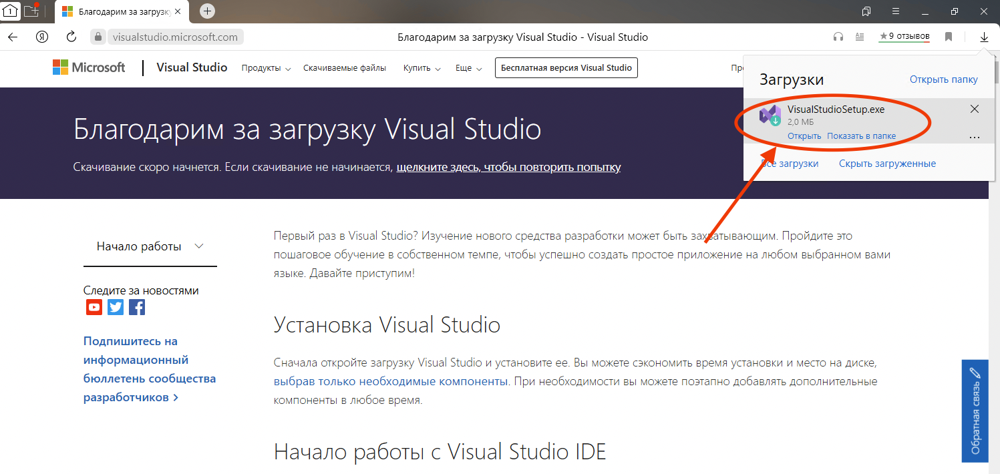 1
Благодарим за загрузку
Я
visualstudio.microsoft.com
Благодарим за загрузку Visual Studio - Visual Studio
9 отзывов
Microsoft
Visual Studio
Продукты
Скачиваемые файлы
Купить
Еще
Бесплатная версия Visual Studio
Загрузки
Открыть папку
VisualStudioSetup.exe
2,0 МБ
Открыть Показать в папке
Все загрузки
Скрыть загруженные
Благодарим за загрузку Visual Studio
Скачивание скоро начнется. Если скачивание не начинается, щелкните здесь, чтобы повторить попытку
Начало работы
Следите за новостями
Подпишитесь на
информационный
бюллетень сообщества
разработчиков >
Первый раз в Visual Studio? Изучение нового средства разработки может быть захватывающим. Пройдите это
пошаговое обучение в собственном темпе, чтобы успешно создать простое приложение на любом выбранном вами
языке. Давайте приступим!
Установка Visual Studio
Сначала откройте загрузку Visual Studio и установите ее. Вы можете сэкономить время установки и место на диске,
выбрав только необходимые компоненты. При необходимости вы можете поэтапно добавлять дополнительные
компоненты в любое время.
Начало работы с Visual Studio IDE
Обратная связь